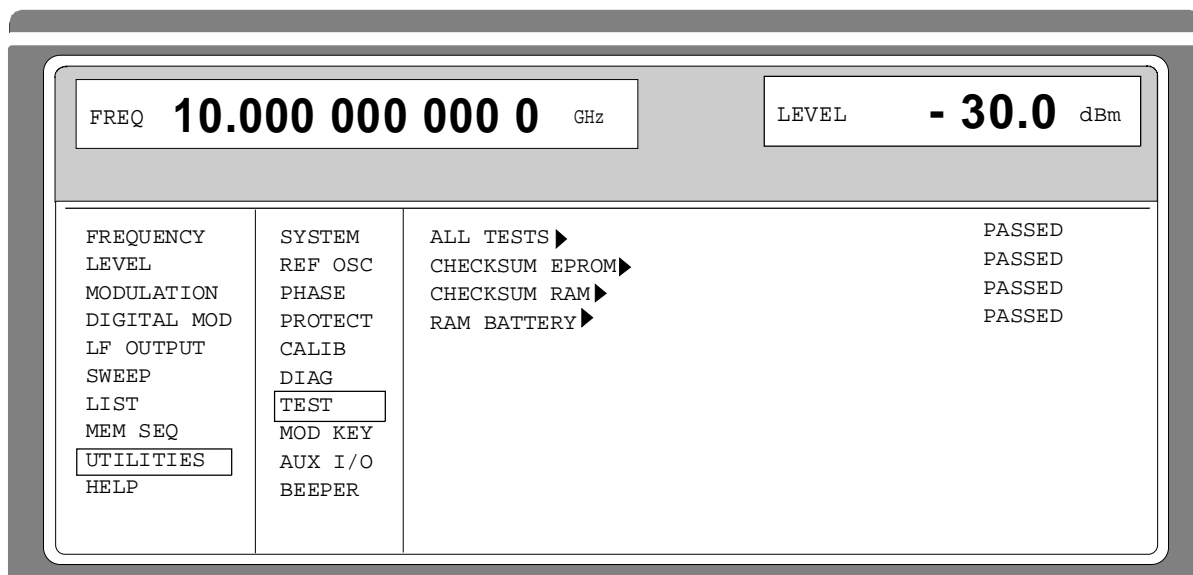 FREQ 10.000 000 000 0 GHz
LEVEL - 30.0 dBm
FREQUENCY
LEVEL
MODULATION
DIGITAL MOD
LF OUTPUT
SWEEP
LIST
MEM SEQ
UTILITIES
HELP
SYSTEM
REF OSC
PHASE
PROTECT
CALIB
DIAG
TEST
MOD KEY
AUX I/O
BEEPER
ALL TESTS PASSED
CHECKSUM EPROM PASSED
CHECKSUM RAM PASSED
RAM BATTERY PASSED